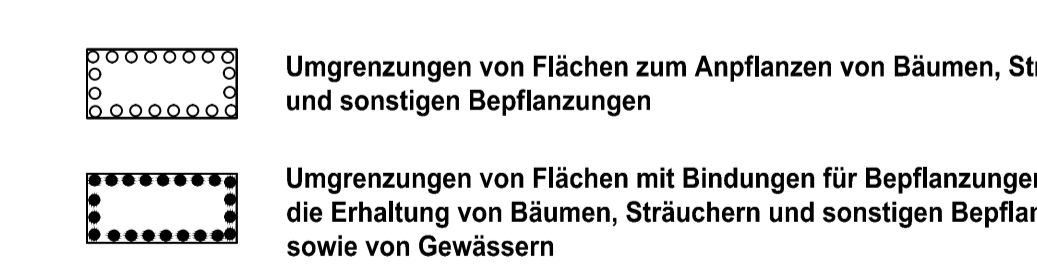 Umgrenzungen von Flächen zum Anpflanzen von Bäumen,
und sonstigen Bepflanzungen
Umgrenzungen von Flächen mit Bindungen für
die Erhaltung von Bäumen, Sträuchern und sonstigen
sowie von Gewässern